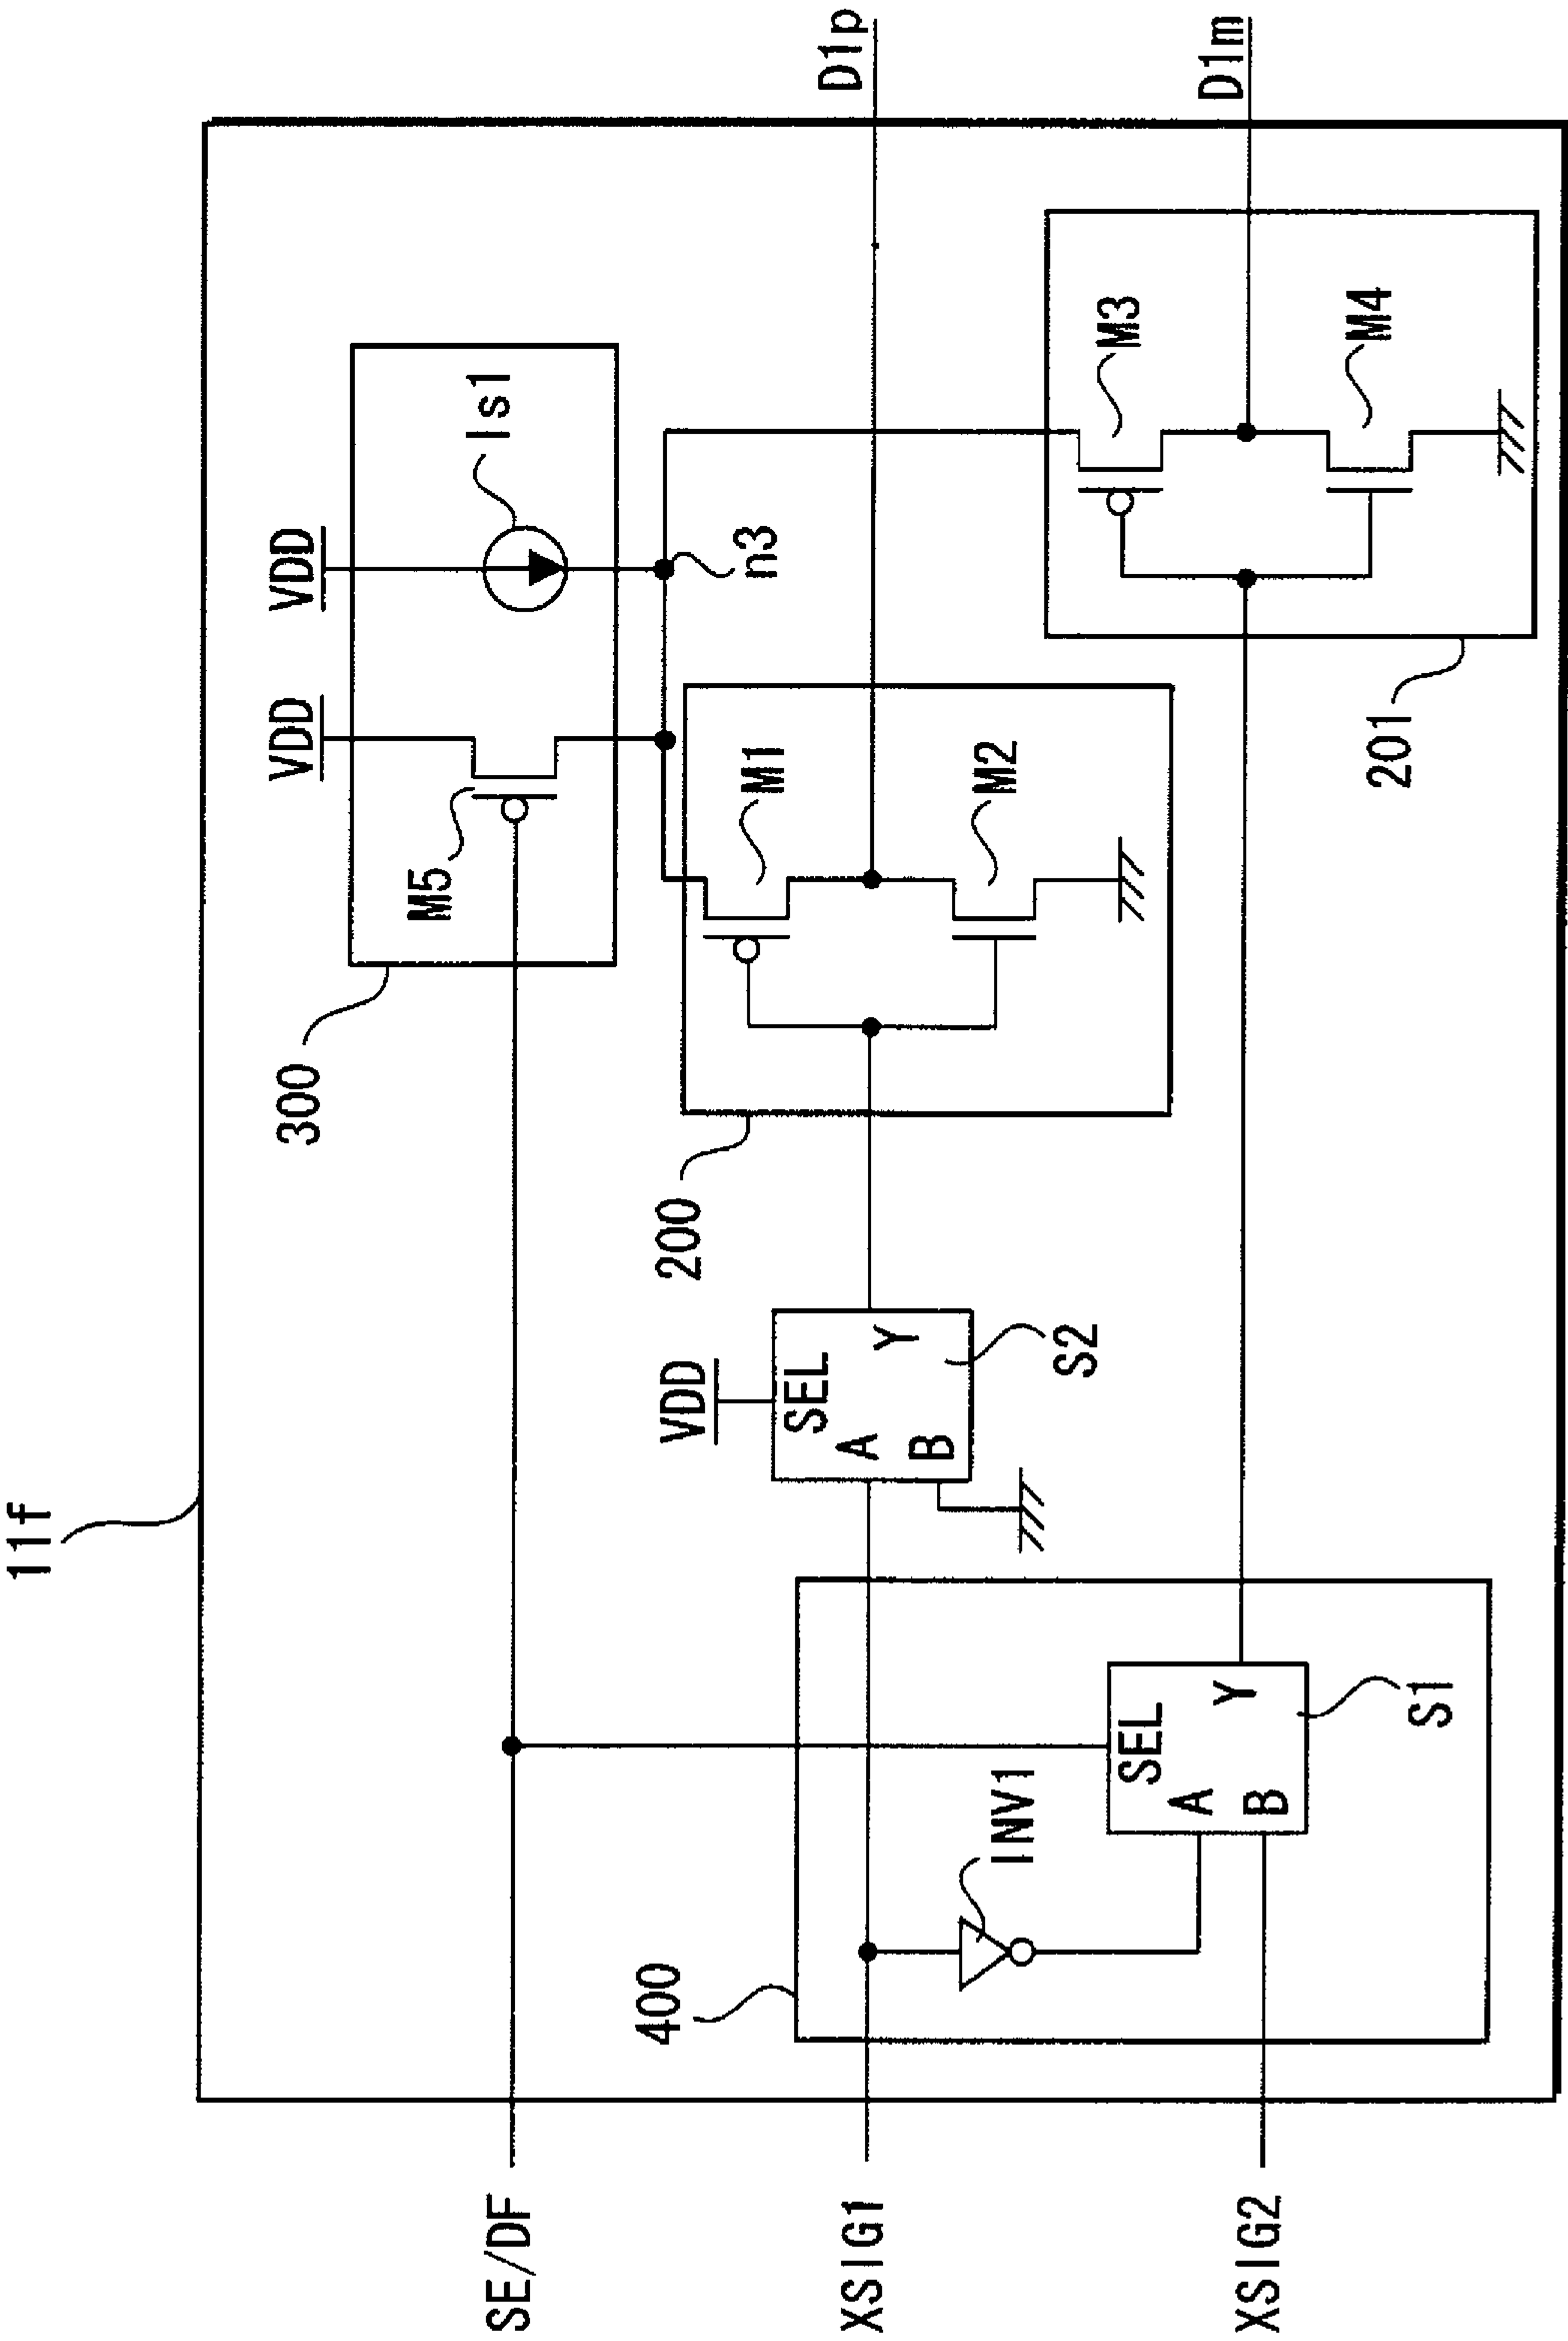 11f
SE/DF
XSIG1
XSIG2
400
INV1
SEL
A
B
Y
S1
VDD
SEL
A
B
Y
S2
300
VDD
M5
VDD
Is1
n3
200
M1
M2
201
M3
M4
D1p
D1m